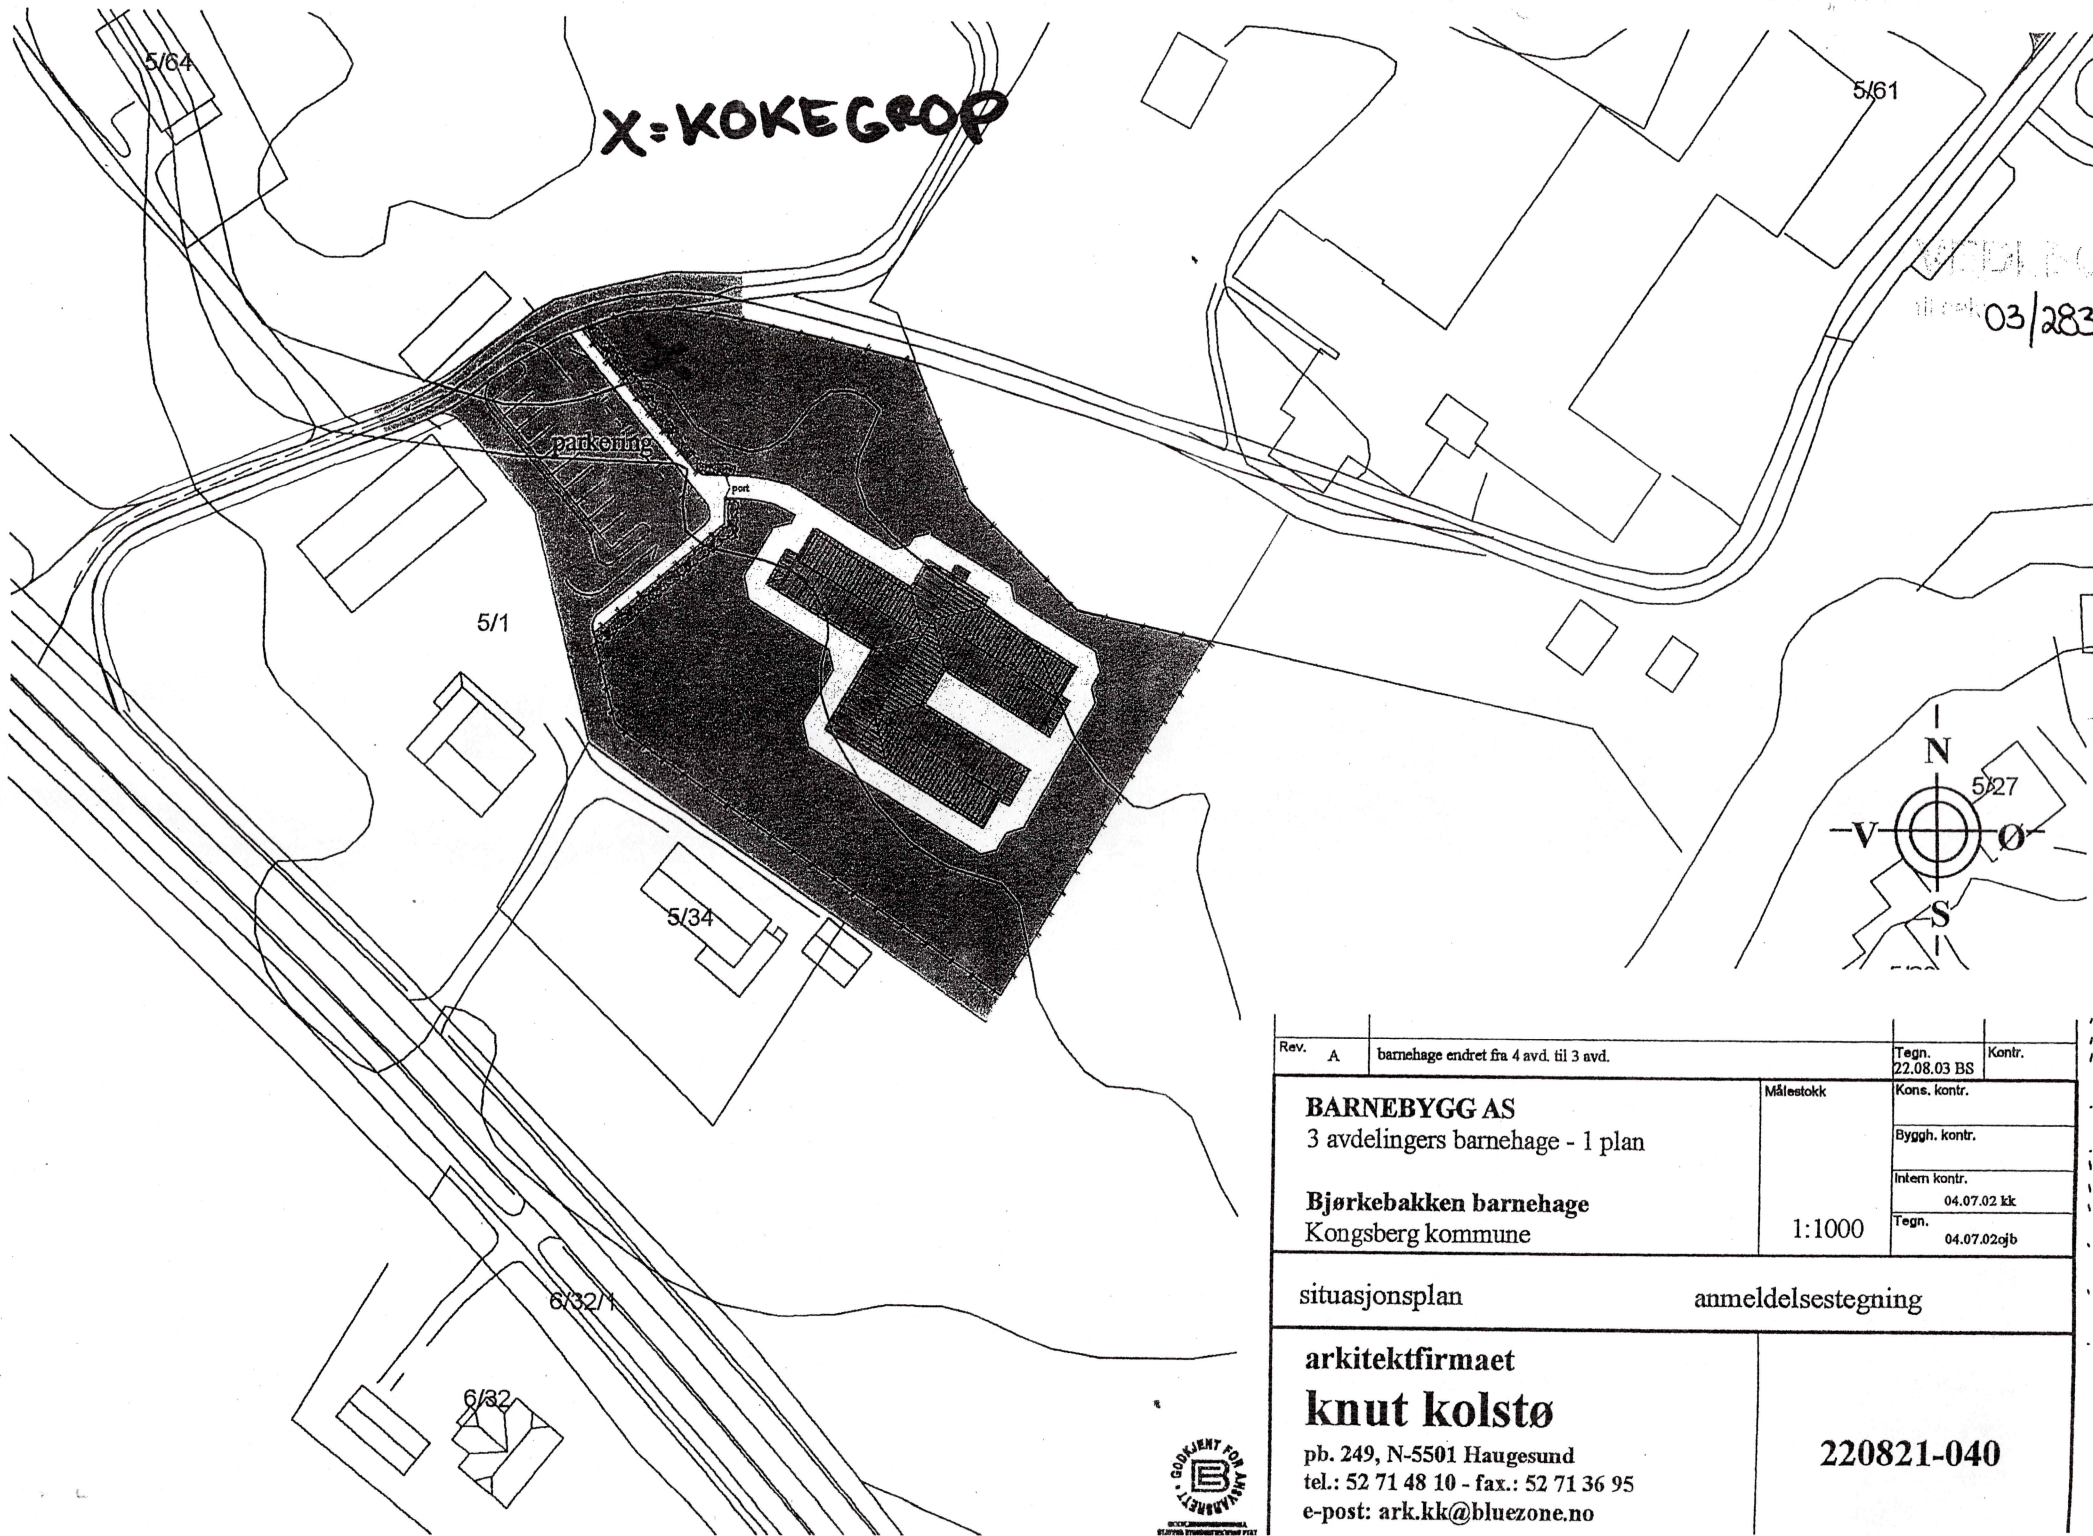 5/64
X=KOKEGROP
5/61
03/283
parkering
port
5/1
N
5/27
V
Ø
S
5/34
Rev. A barnehage endret fra 4 avd. til 3 avd.
Tegn.
22.08.03 BS
Kontr.
BARNEBYGG AS
3 avdelingers barnehage - 1 plan
Bjørkebakken barnehage
Kongsberg kommune
Målestokk
1:1000
Kons. kontr.
Byggh. kontr.
Intern kontr.
04.07.02 kk
Tegn.
04.07.02ojb
situasjonsplan
anmeldelsestegning
6/32/1
6/32
arkitektfirmaet
knut kolstø
pb. 249, N-5501 Haugesund
tel.: 52 71 48 10 - fax.: 52 71 36 95
e-post: ark.kk@bluezone.no
220821-040
GODKJENT FOR ANSVARSRETT
B